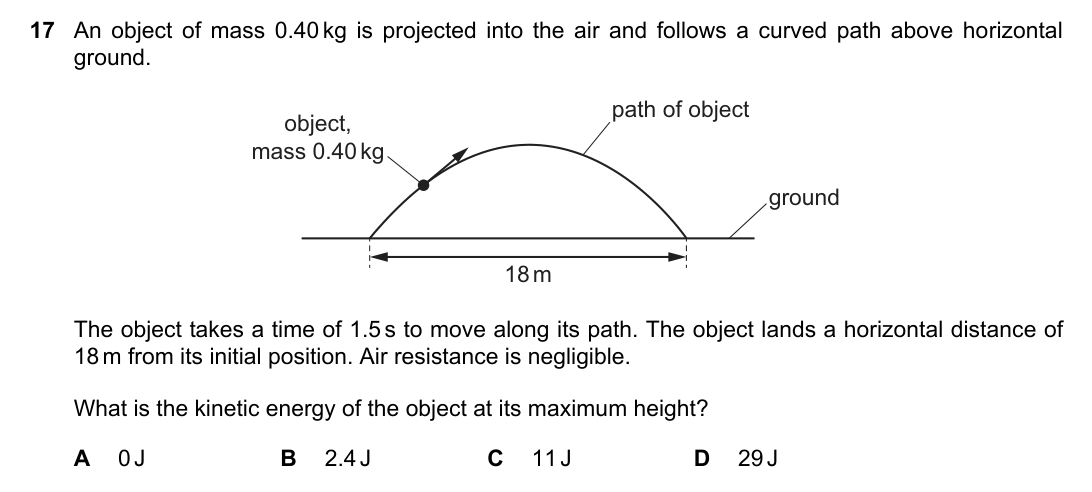 17 An object of mass 0.40 kg is projected into the air and follows a curved path above horizontal
ground.
path of object
object,
mass 0.40 kg
ground
18 m
The object takes a time of 1.5 s to move along its path. The object lands a horizontal distance of
18 m from its initial position. Air resistance is negligible.
What is the kinetic energy of the object at its maximum height?
A 0 J B 2.4 J C 11 J D 29 J